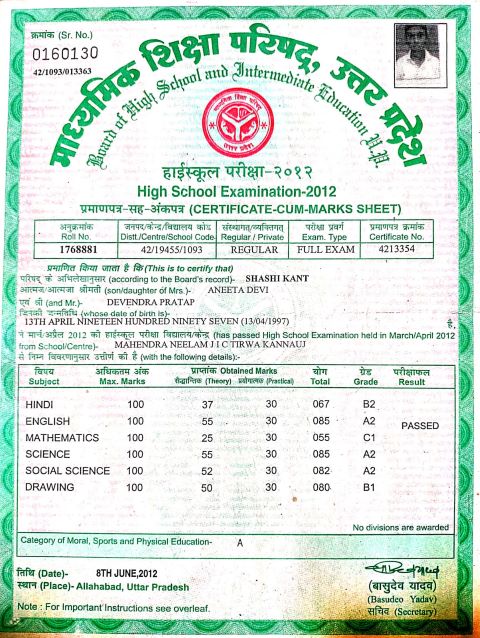 क्रमांक (Sr. No.)
0160130
42/1093/013363
माध्यमिक शिक्षा परिषद, उत्तर प्रदेश
Board of High School and Intermediate Education U.P.
माध्यमिक शिक्षा परिषद्
उत्तर प्रदेश
हाईस्कूल परीक्षा-२०१२
High School Examination-2012
प्रमाणपत्र-सह-अंकपत्र (CERTIFICATE-CUM-MARKS SHEET)
अनुक्रमांक जनपद/केन्द्र/विद्यालय कोड संस्थागत/व्यक्तिगत परीक्षा प्रवर्ग प्रमाणपत्र क्रमांक
Roll No. Distt./Centre/School Code Regular / Private Exam. Type Certificate No.
1768881 42/19455/1093 REGULAR FULL EXAM 4213354
प्रमाणित किया जाता है कि (This is to certify that)
परिषद् के अभिलेखानुसार (according to the Board's record)- SHASHI KANT
आत्मज/आत्मजा श्रीमती (son/daughter of Mrs.)- ANEETA DEVI
एवं श्री (and Mr.)- DEVENDRA PRATAP
जिनकी जन्मतिथि (whose date of birth is)-
13TH APRIL NINETEEN HUNDRED NINETY SEVEN (13/04/1997) है,
ने मार्च/अप्रैल 2012 की हाईस्कूल परीक्षा विद्यालय/केन्द्र (has passed High School Examination held in March/April 2012
from School/Centre)- MAHENDRA NEELAM J I C TIRWA KANNAUJ
से निम्न विवरणानुसार उत्तीर्ण की है (with the following details):-
विषय अधिकतम अंक प्राप्तांक Obtained Marks योग ग्रेड परीक्षाफल
Subject Max. Marks सैद्धान्तिक (Theory) प्रयोगात्मक (Practical) Total Grade Result
HINDI 100 37 30 067 B2
ENGLISH 100 55 30 085 A2 PASSED
MATHEMATICS 100 25 30 055 C1
SCIENCE 100 55 30 085 A2
SOCIAL SCIENCE 100 52 30 082 A2
DRAWING 100 50 30 080 B1
No divisions are awarded
Category of Moral, Sports and Physical Education- A
तिथि (Date)- 8TH JUNE,2012
स्थान (Place)- Allahabad, Uttar Pradesh
(बासुदेव यादव)
(Basudeo Yadav)
सचिव (Secretary)
Note : For Important Instructions see overleaf.